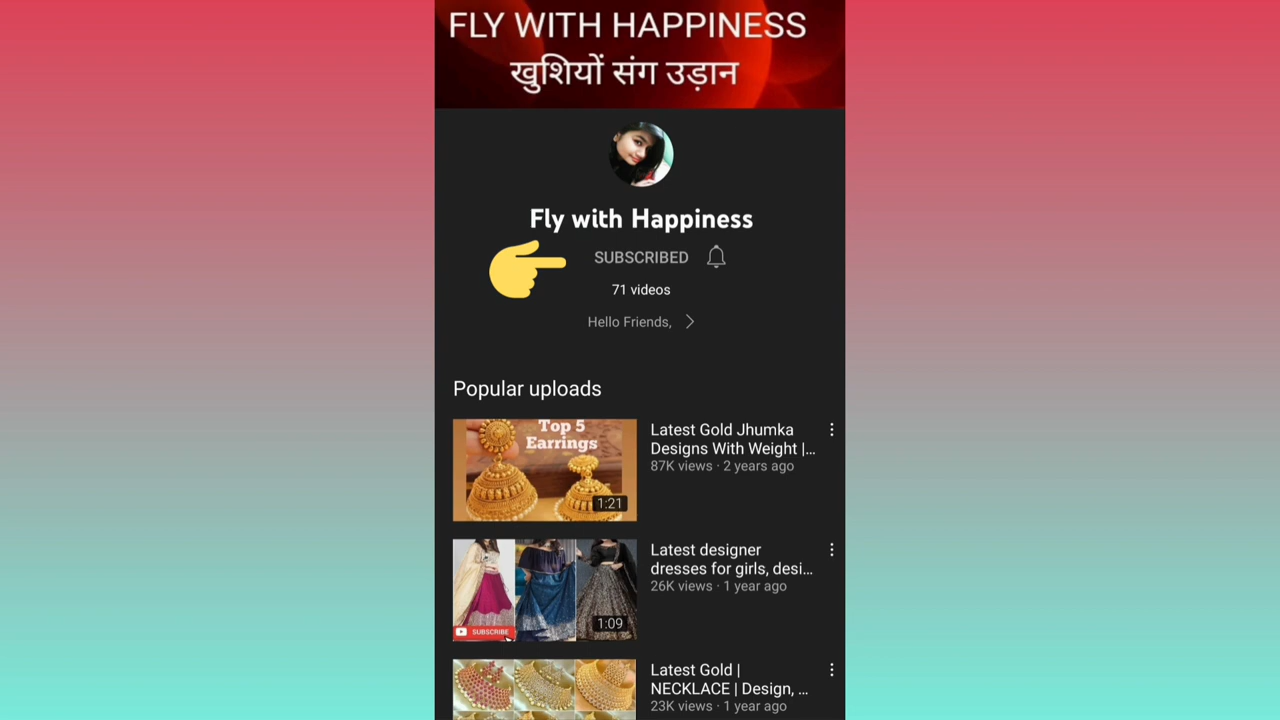 FLY WITH HAPPINESS
खुशियों संग उड़ान
Fly with Happiness
SUBSCRIBED
71 videos
Hello Friends,
Popular uploads
Top 5
Earrings
1:21
Latest Gold Jhumka
Designs With Weight |...
87K views · 2 years ago
SUBSCRIBE
1:09
Latest designer
dresses for girls, desi...
26K views · 1 year ago
Latest Gold |
NECKLACE | Design, ...
23K views · 1 year ago